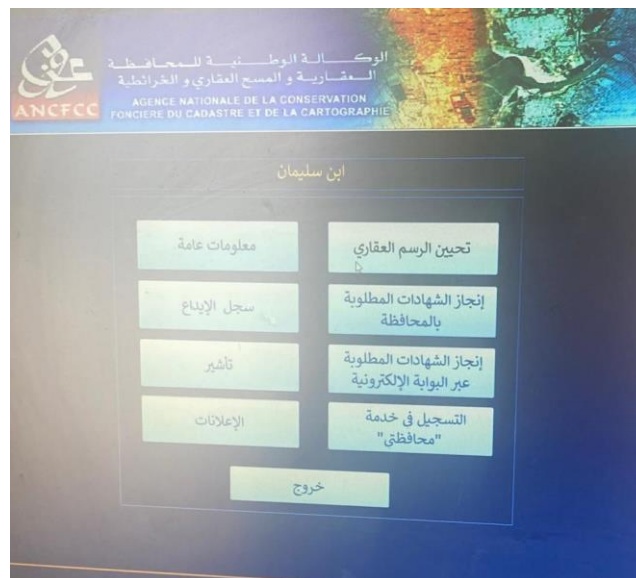 الوكالة الوطنية للمحافظة
العقارية و المسح العقاري و الخرائطية
AGENCE NATIONALE DE LA CONSERVATION
FONCIERE DU CADASTRE ET DE LA CARTOGRAPHIE
ANCFCC
ابن سليمان
تحيين الرسم العقاري
معلومات عامة
إنجاز الشهادات المطلوبة
بالمحافظة
سجل الإيداع
إنجاز الشهادات المطلوبة
عبر البوابة الإلكترونية
تأشير
التسجيل في خدمة
"محافظتي"
الإعلانات
خروج